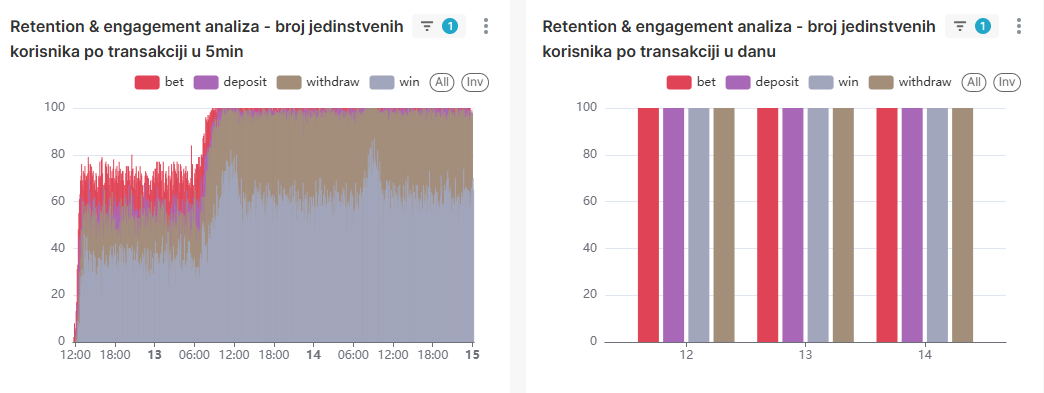 Retention & engagement analiza - broj jedinstvenih
korisnika po transakciji u 5min
1
bet deposit withdraw win All Inv
100
80
60
40
20
0
12:00 18:00 13 06:00 12:00 18:00 14 06:00 12:00 18:00 15
Retention & engagement analiza - broj jedinstvenih
korisnika po transakciji u danu
1
bet deposit win withdraw All Inv
100
80
60
40
20
0
12 13 14